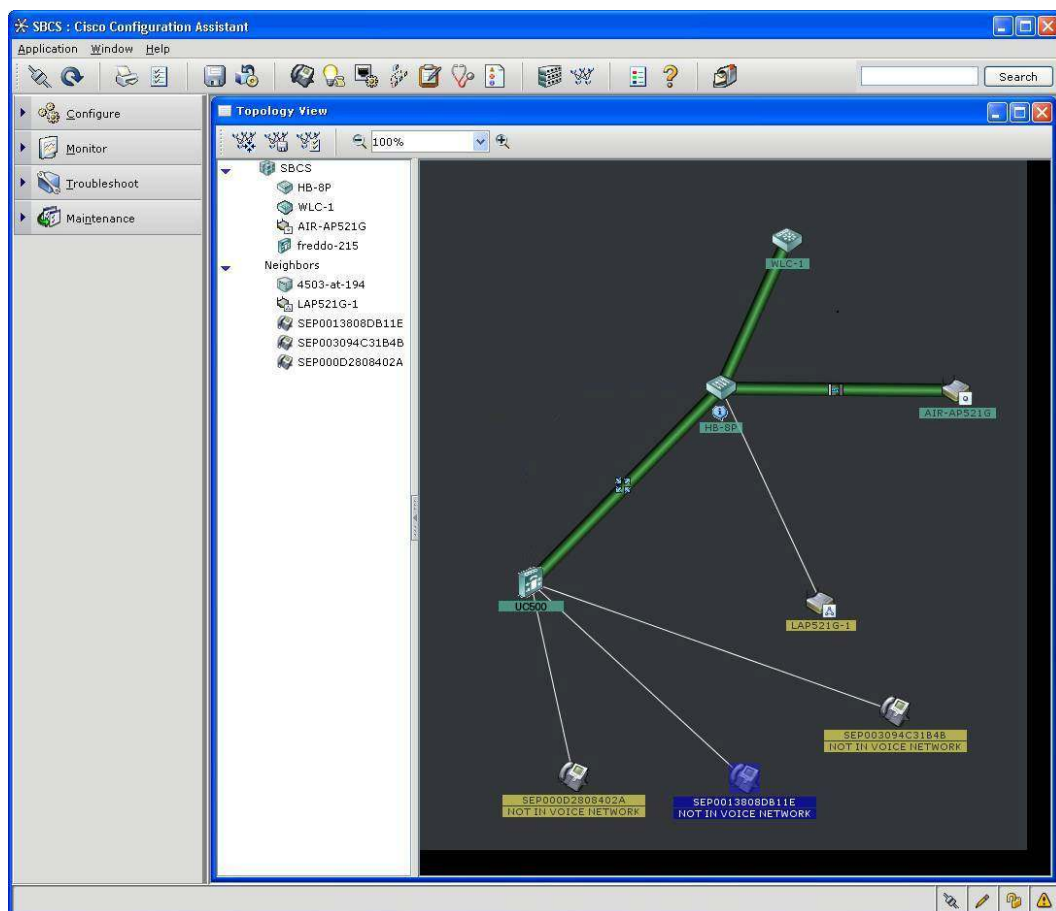 SBCS : Cisco Configuration Assistant
Application Window Help
Search
Configure
Monitor
Troubleshoot
Maintenance
Topology View
100%
SBCS
HB-8P
WLC-1
AIR-AP521G
freddo-215
Neighbors
4503-at-194
LAP521G-1
SEP0013808DB11E
SEP003094C31B4B
SEP000D2808402A
WLC-1
AIR-AP521G
HB-8P
UC500
LAP521G-1
SEP003094C31B4B
NOT IN VOICE NETWORK
SEP000D2808402A
NOT IN VOICE NETWORK
SEP0013808DB11E
NOT IN VOICE NETWORK